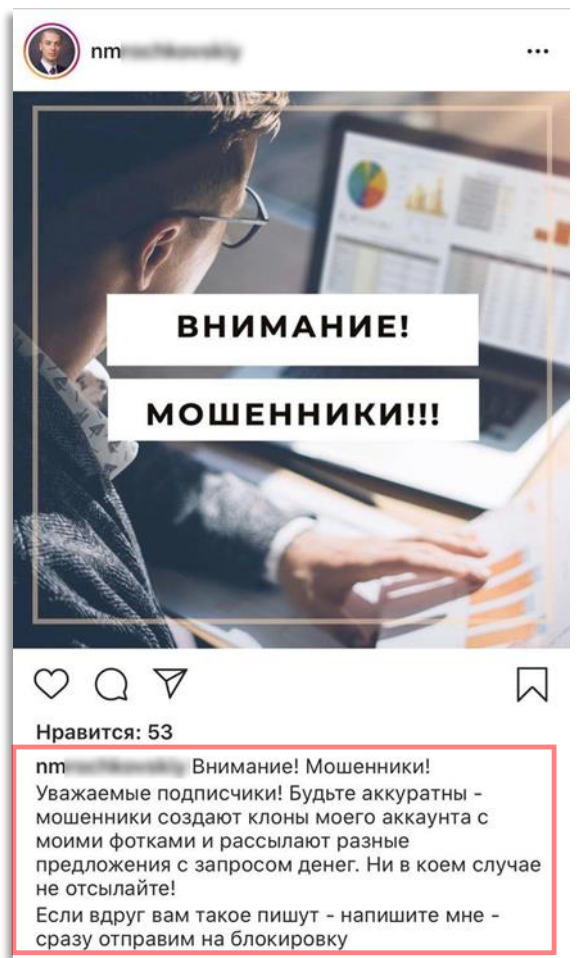 nm
ВНИМАНИЕ!
МОШЕННИКИ!!!
Нравится: 53
nm Внимание! Мошенники!
Уважаемые подписчики! Будьте аккуратны -
мошенники создают клоны моего аккаунта с
моими фотками и рассылают разные
предложения с запросом денег. Ни в коем случае
не отсылайте!
Если вдруг вам такое пишут - напишите мне -
сразу отправим на блокировку